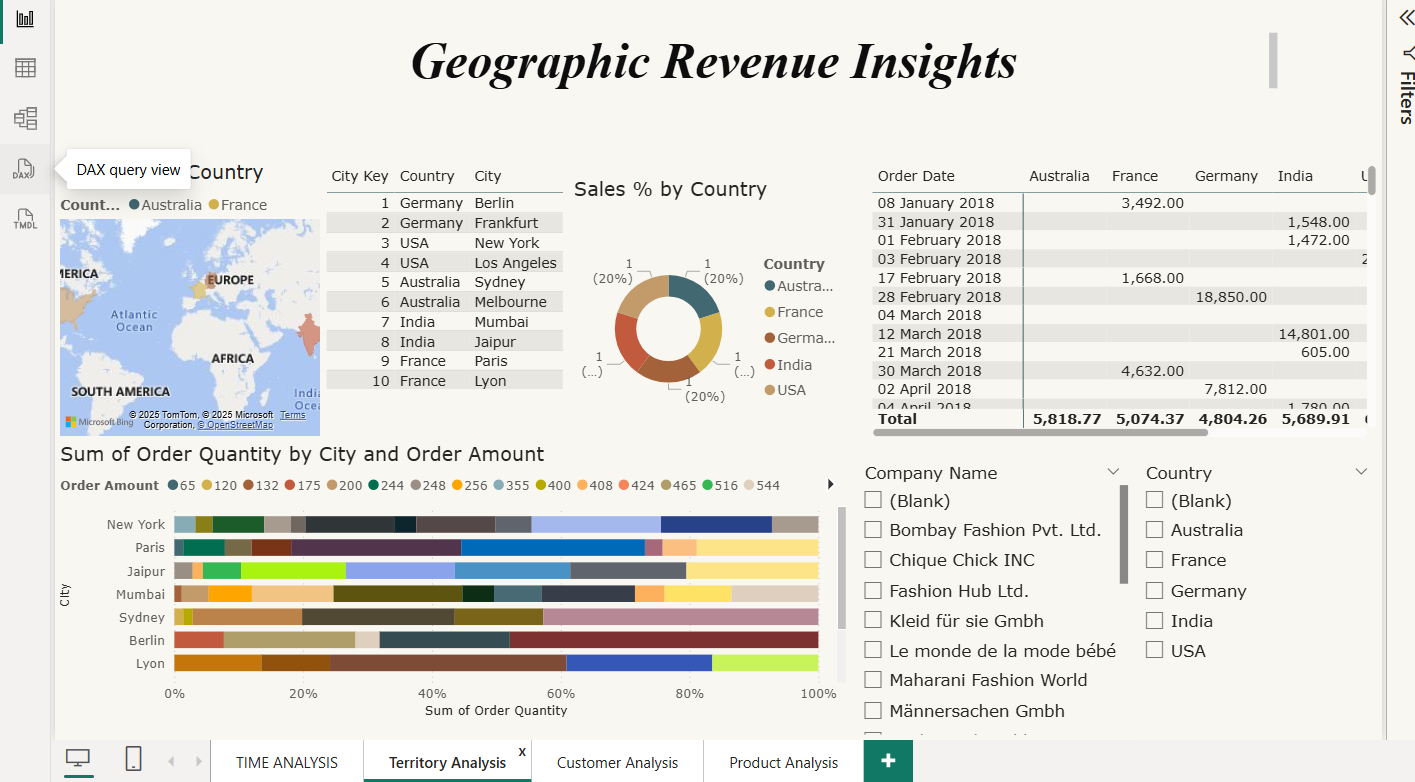 Geographic Revenue Insights
Filters
DAX query view
Country
Count... Australia France
MERICA
EUROPE
Atlantic
Ocean
AFRICA
SOUTH AMERICA
Microsoft Bing
© 2025 TomTom, © 2025 Microsoft Terms
Corporation, © OpenStreetMap
City Key Country City
1 Germany Berlin
2 Germany Frankfurt
3 USA New York
4 USA Los Angeles
5 Australia Sydney
6 Australia Melbourne
7 India Mumbai
8 India Jaipur
9 France Paris
10 France Lyon
Sales % by Country
1
(20%)
1
(20%)
1
(...)
1
(...)
1
(20%)
Country
Austra...
France
Germa...
India
USA
Order Date Australia France Germany India
08 January 2018 3,492.00
31 January 2018 1,548.00
01 February 2018 1,472.00
03 February 2018 2
17 February 2018 1,668.00
28 February 2018 18,850.00
04 March 2018
12 March 2018 14,801.00
21 March 2018 605.00
30 March 2018 4,632.00
02 April 2018 7,812.00
04 April 2018 1,780.00
Total 5,818.77 5,074.37 4,804.26 5,689.91
Sum of Order Quantity by City and Order Amount
Order Amount 65 120 132 175 200 244 248 256 355 400 408 424 465 516 544
City
New York
Paris
Jaipur
Mumbai
Sydney
Berlin
Lyon
0% 20% 40% 60% 80% 100%
Sum of Order Quantity
Company Name
(Blank)
Bombay Fashion Pvt. Ltd.
Chique Chick INC
Fashion Hub Ltd.
Kleid für sie Gmbh
Le monde de la mode bébé
Maharani Fashion World
Männersachen Gmbh
Country
(Blank)
Australia
France
Germany
India
USA
DAX
TMDL
TIME ANALYSIS Territory Analysis x Customer Analysis Product Analysis +